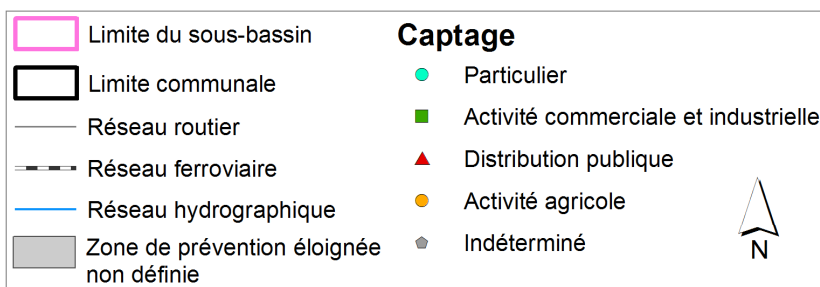 Limite du sous-bassin
Limite communale
Réseau routier
Réseau ferroviaire
Réseau hydrographique
Zone de prévention éloignée
non définie
Captage
Particulier
Activité commerciale et industrielle
Distribution publique
Activité agricole
Indéterminé
N